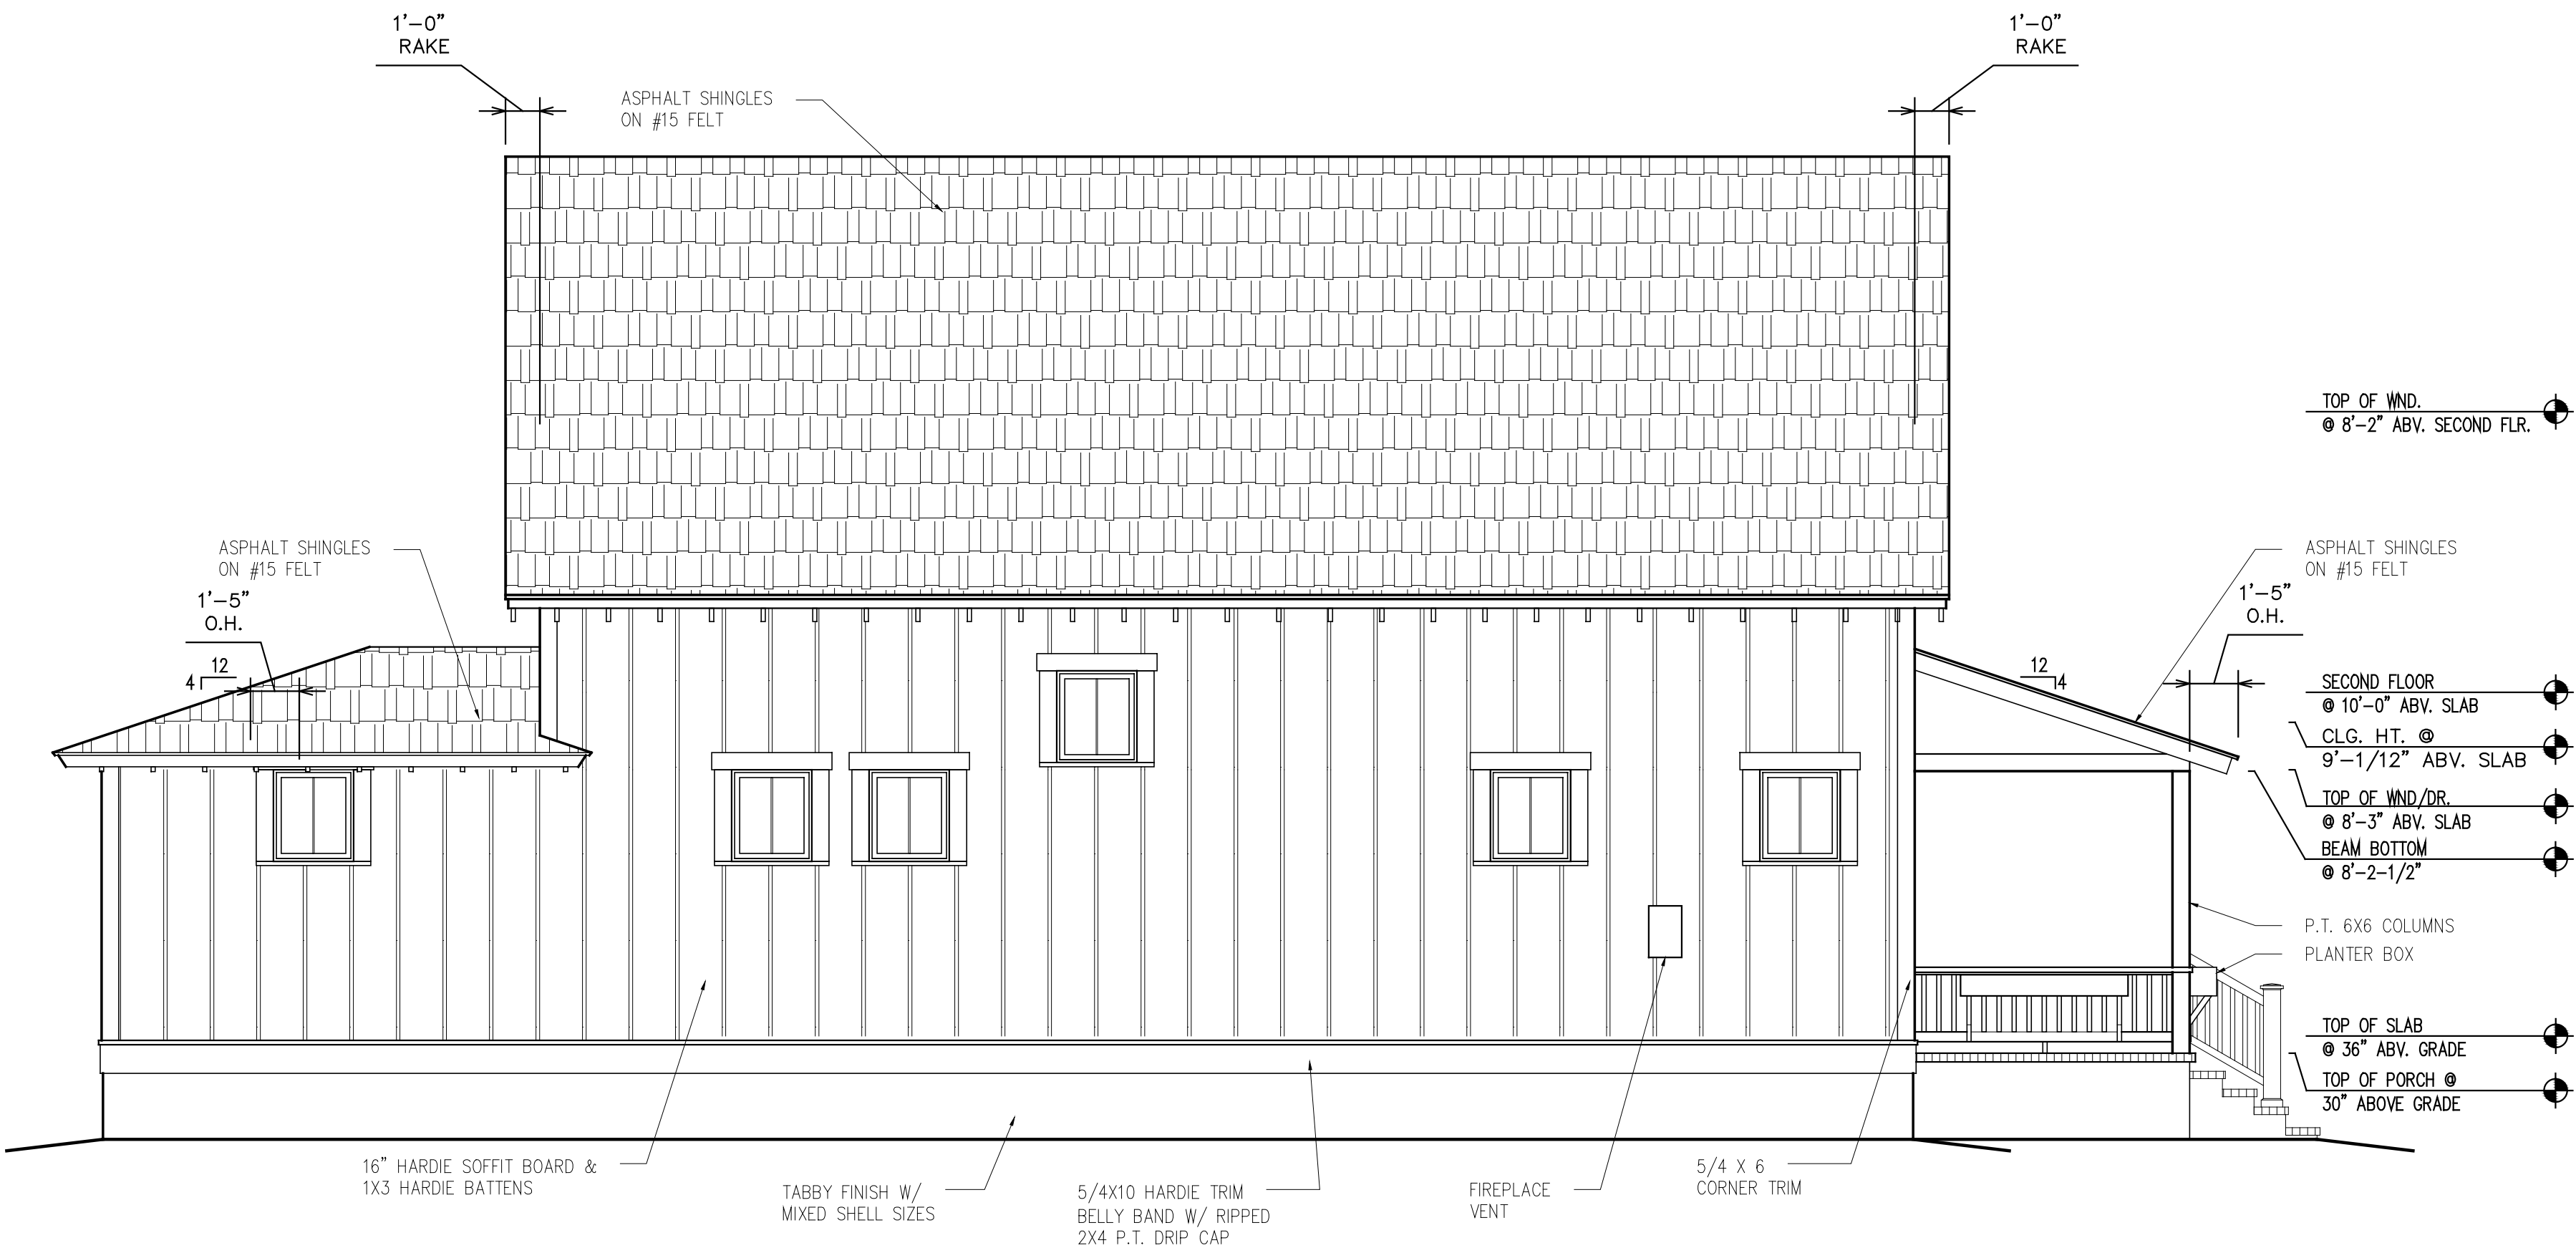 1'-0"
RAKE
1'-0"
RAKE
ASPHALT SHINGLES
ON #15 FELT
TOP OF WND.
@ 8'-2" ABV. SECOND FLR.
ASPHALT SHINGLES
ON #15 FELT
1'-5"
O.H.
12
4
ASPHALT SHINGLES
ON #15 FELT
1'-5"
O.H.
12
4
SECOND FLOOR
@ 10'-0" ABV. SLAB
CLG. HT. @
9'-1/12" ABV. SLAB
TOP OF WND/DR.
@ 8'-3" ABV. SLAB
BEAM BOTTOM
@ 8'-2-1/2"
P.T. 6X6 COLUMNS
PLANTER BOX
TOP OF SLAB
@ 36" ABV. GRADE
TOP OF PORCH @
30" ABOVE GRADE
16" HARDIE SOFFIT BOARD &
1X3 HARDIE BATTENS
TABBY FINISH W/
MIXED SHELL SIZES
5/4X10 HARDIE TRIM
BELLY BAND W/ RIPPED
2X4 P.T. DRIP CAP
FIREPLACE
VENT
5/4 X 6
CORNER TRIM